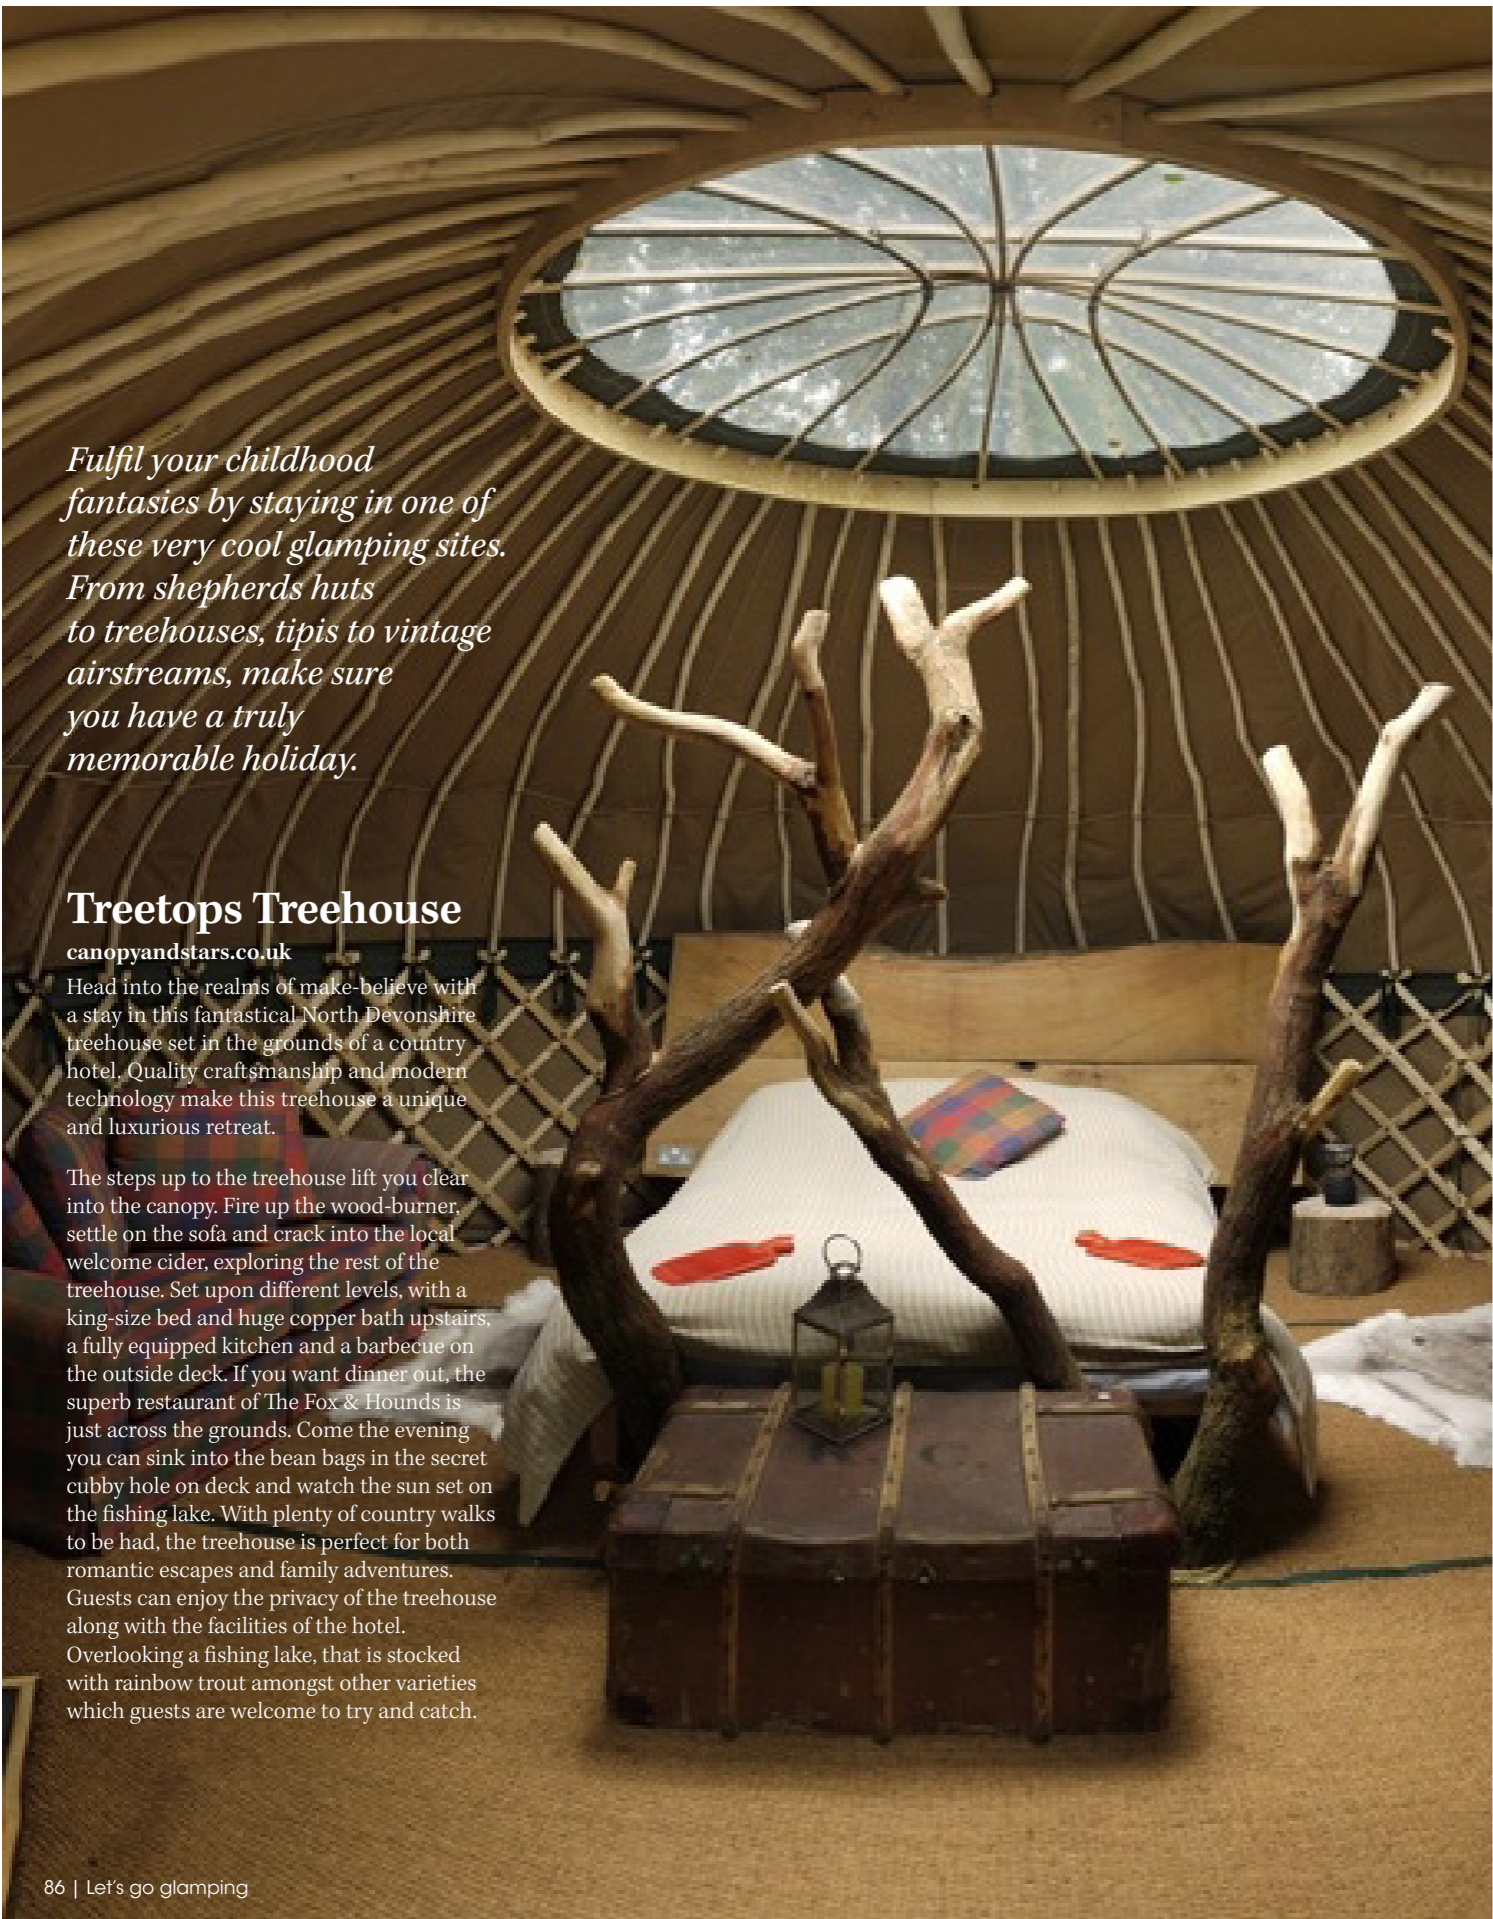 Fulfil your childhood
fantasies by staying in one of
these very cool glamping sites.
From shepherds huts
to treehouses, tipis to vintage
airstreams, make sure
you have a truly
memorable holiday.
Treetops Treehouse
canopyandstars.co.uk
Head into the realms of make-believe with
a stay in this fantastical North Devonshire
treehouse set in the grounds of a country
hotel. Quality craftsmanship and modern
technology make this treehouse a unique
and luxurious retreat.
The steps up to the treehouse lift you clear
into the canopy. Fire up the wood-burner,
settle on the sofa and crack into the local
welcome cider, exploring the rest of the
treehouse. Set upon different levels, with a
king-size bed and huge copper bath upstairs,
a fully equipped kitchen and a barbecue on
the outside deck. If you want dinner out, the
superb restaurant of The Fox & Hounds is
just across the grounds. Come the evening
you can sink into the bean bags in the secret
cubby hole on deck and watch the sun set on
the fishing lake. With plenty of country walks
to be had, the treehouse is perfect for both
romantic escapes and family adventures.
Guests can enjoy the privacy of the treehouse
along with the facilities of the hotel.
Overlooking a fishing lake, that is stocked
with rainbow trout amongst other varieties
which guests are welcome to try and catch.
86 | Let's go glamping